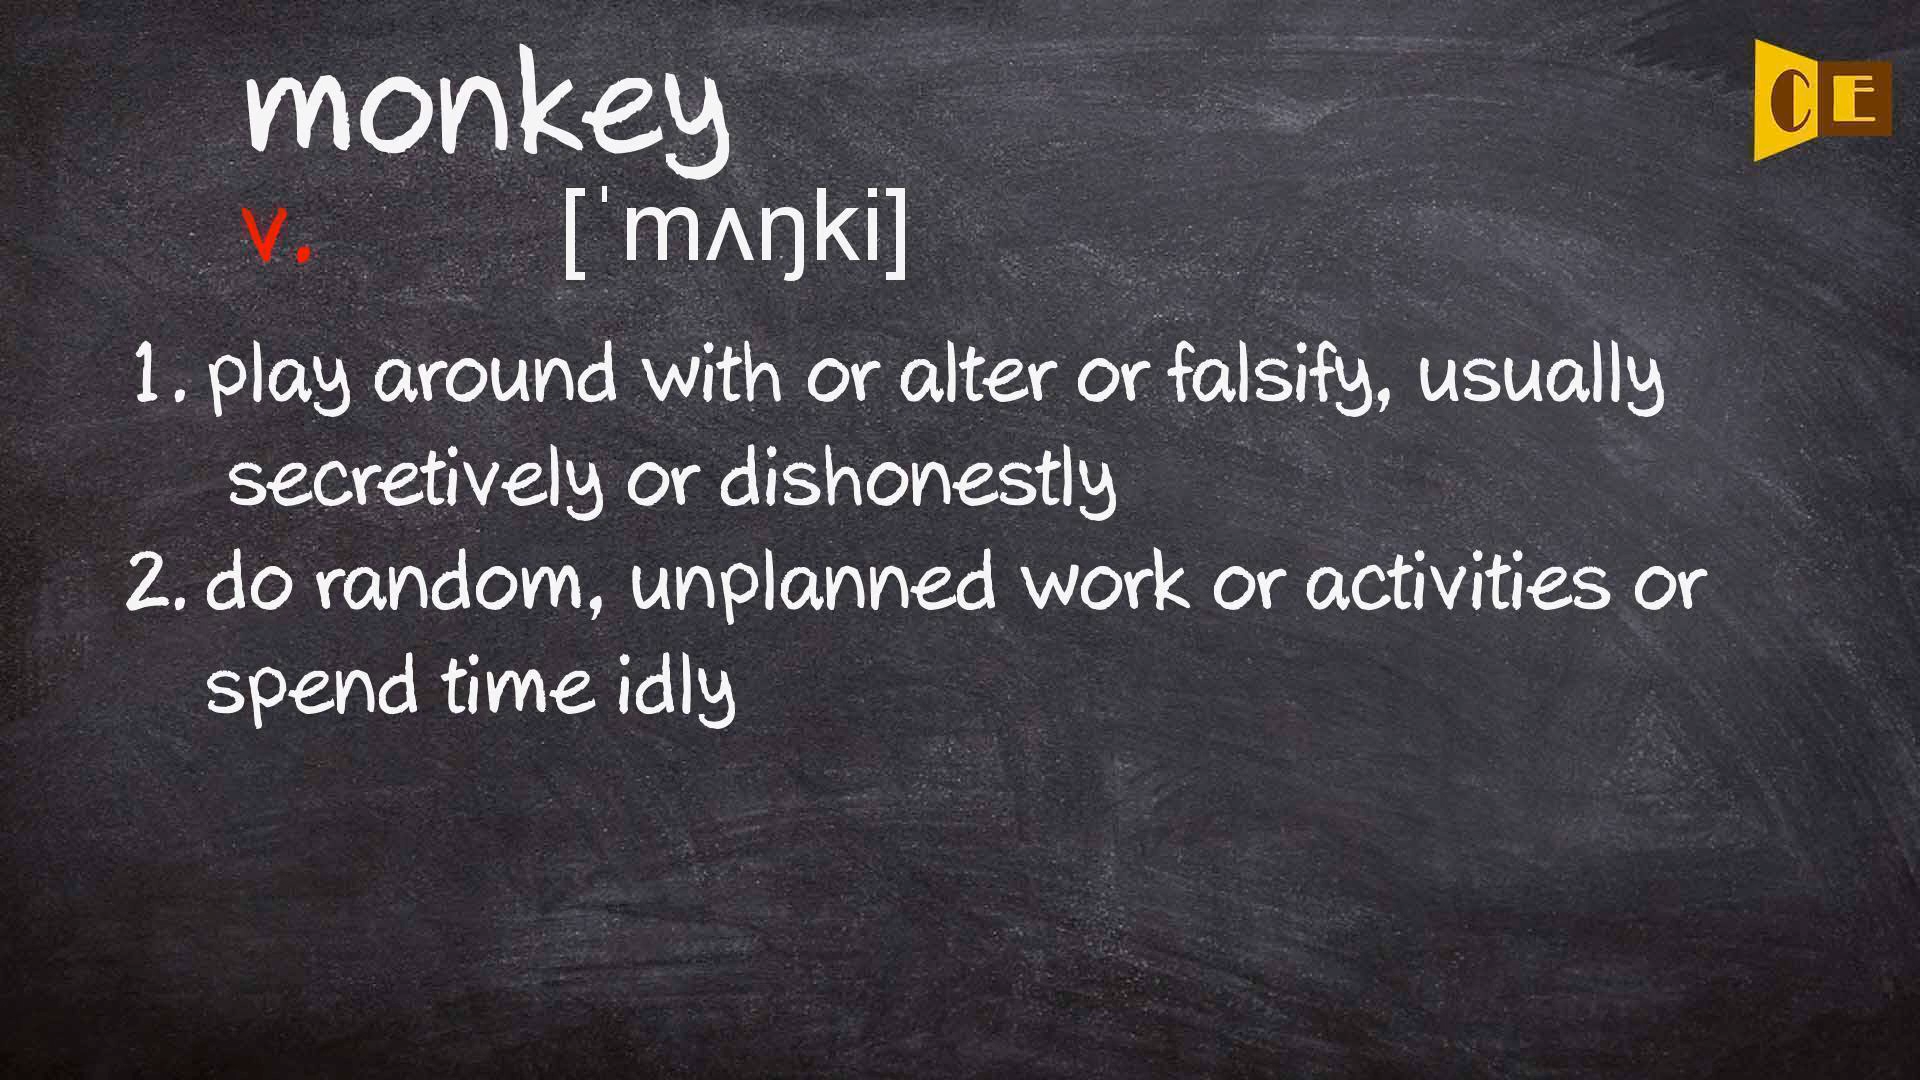 monkey
CE
v. [ˈmʌŋki]
1. play around with or alter or falsify, usually
secretively or dishonestly
2. do random, unplanned work or activities or
spend time idly